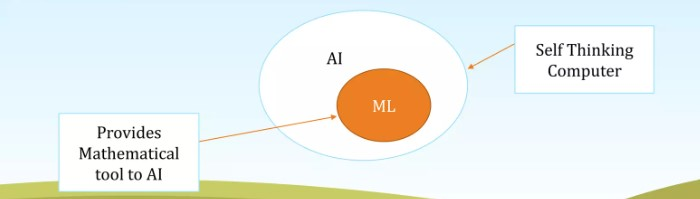 AI
ML
Self Thinking
Computer
Provides
Mathematical
tool to AI